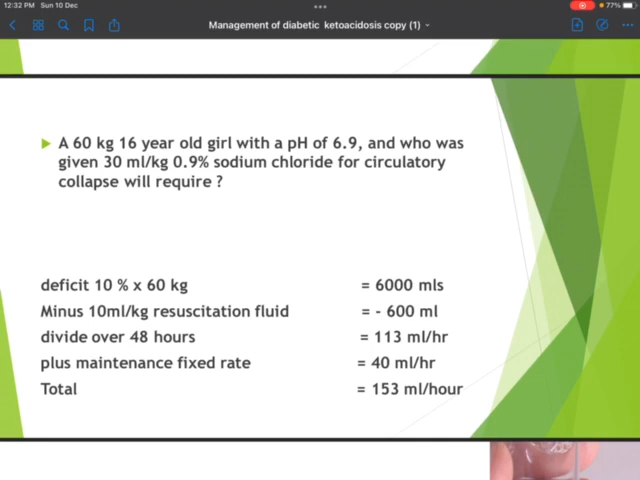 12:32 PM Sun 10 Dec
77%
Management of diabetic ketoacidosis copy (1)
A 60 kg 16 year old girl with a pH of 6.9, and who was
given 30 ml/kg 0.9% sodium chloride for circulatory
collapse will require ?
deficit 10 % x 60 kg = 6000 mls
Minus 10ml/kg resuscitation fluid = - 600 ml
divide over 48 hours = 113 ml/hr
plus maintenance fixed rate = 40 ml/hr
Total = 153 ml/hour